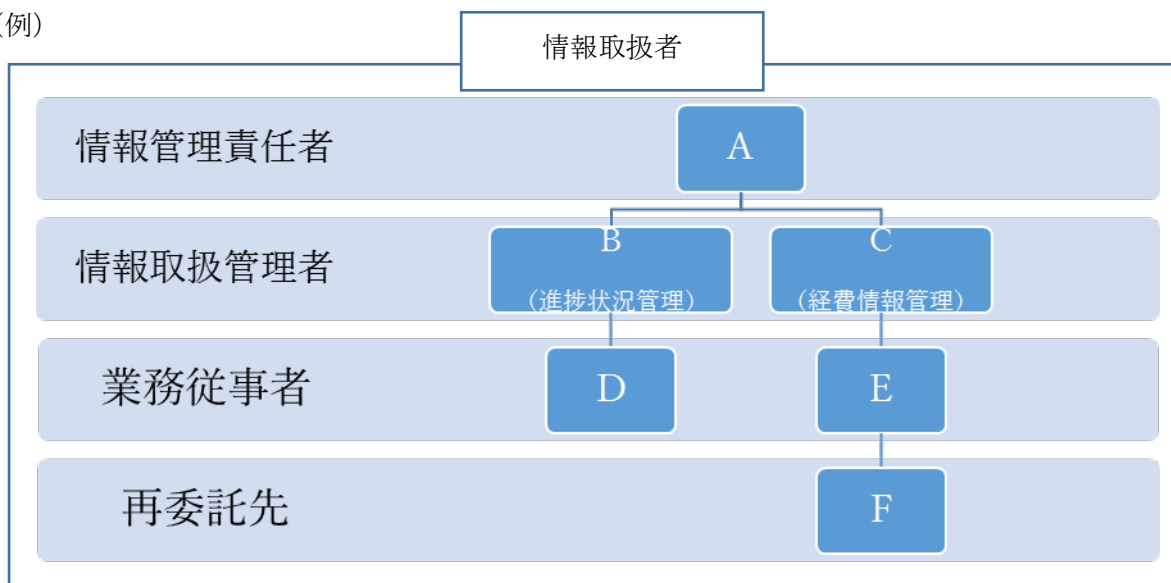 (例)
情報取扱者
情報管理責任者
A
情報取扱管理者
B
(進捗状況管理)
C
(経費情報管理)
業務従事者
D
E
再委託先
F